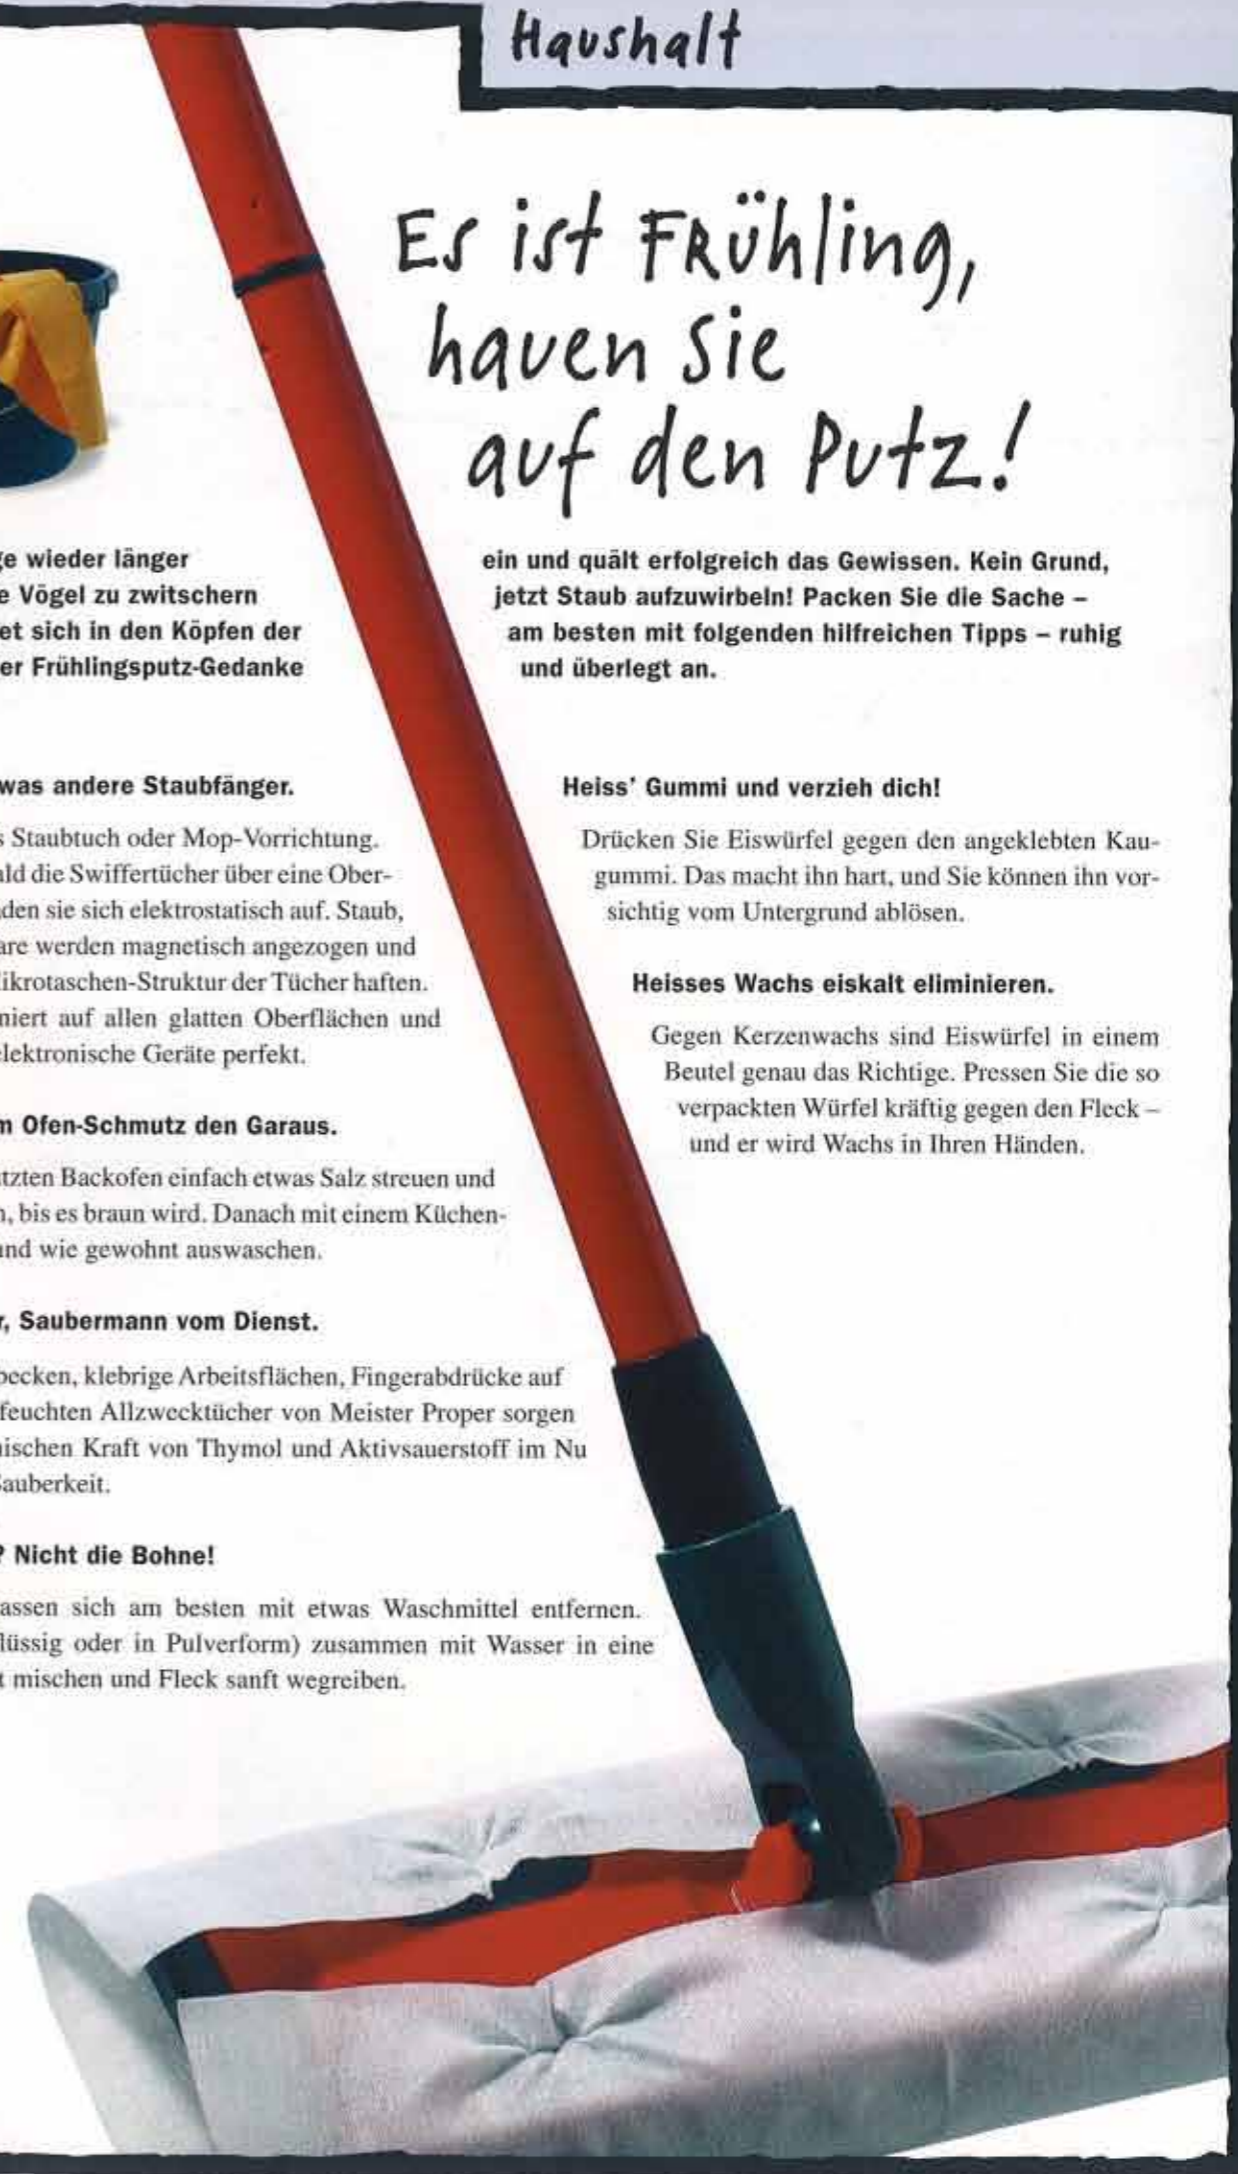 Haushalt
Es ist Frühling,
hauen Sie
auf den Putz!
wieder länger
Vögel zu zwitschern
sich in den Köpfen der
Frühlingsputz-Gedanke
ein und quält erfolgreich das Gewissen. Kein Grund,
jetzt Staub aufzuwirbeln! Packen Sie die Sache –
am besten mit folgenden hilfreichen Tipps – ruhig
und überlegt an.
was andere Staubfänger.
Staubtuch oder Mop-Vorrichtung.
die Swiffertücher über eine Ober-
den sie sich elektrostatisch auf. Staub,
werden magnetisch angezogen und
ikrotaschen-Struktur der Tücher haften.
niert auf allen glatten Oberflächen und
lektronische Geräte perfekt.
Ofen-Schmutz den Garaus.
tzten Backofen einfach etwas Salz streuen und
, bis es braun wird. Danach mit einem Küchen-
und wie gewohnt auswaschen.
, Saubermann vom Dienst.
becken, klebrige Arbeitsflächen, Fingerabdrücke auf
feuchten Allzwecktücher von Meister Proper sorgen
ischen Kraft von Thymol und Aktivsauerstoff im Nu
auberkeit.
? Nicht die Bohne!
assen sich am besten mit etwas Waschmittel entfernen.
lüssig oder in Pulverform) zusammen mit Wasser in eine
t mischen und Fleck sanft wegreiben.
Heiss' Gummi und verzieh dich!
Drücken Sie Eiswürfel gegen den angeklebten Kau-
gummi. Das macht ihn hart, und Sie können ihn vor-
sichtig vom Untergrund ablösen.
Heisses Wachs eiskalt eliminieren.
Gegen Kerzenwachs sind Eiswürfel in einem
Beutel genau das Richtige. Pressen Sie die so
verpackten Würfel kräftig gegen den Fleck –
und er wird Wachs in Ihren Händen.